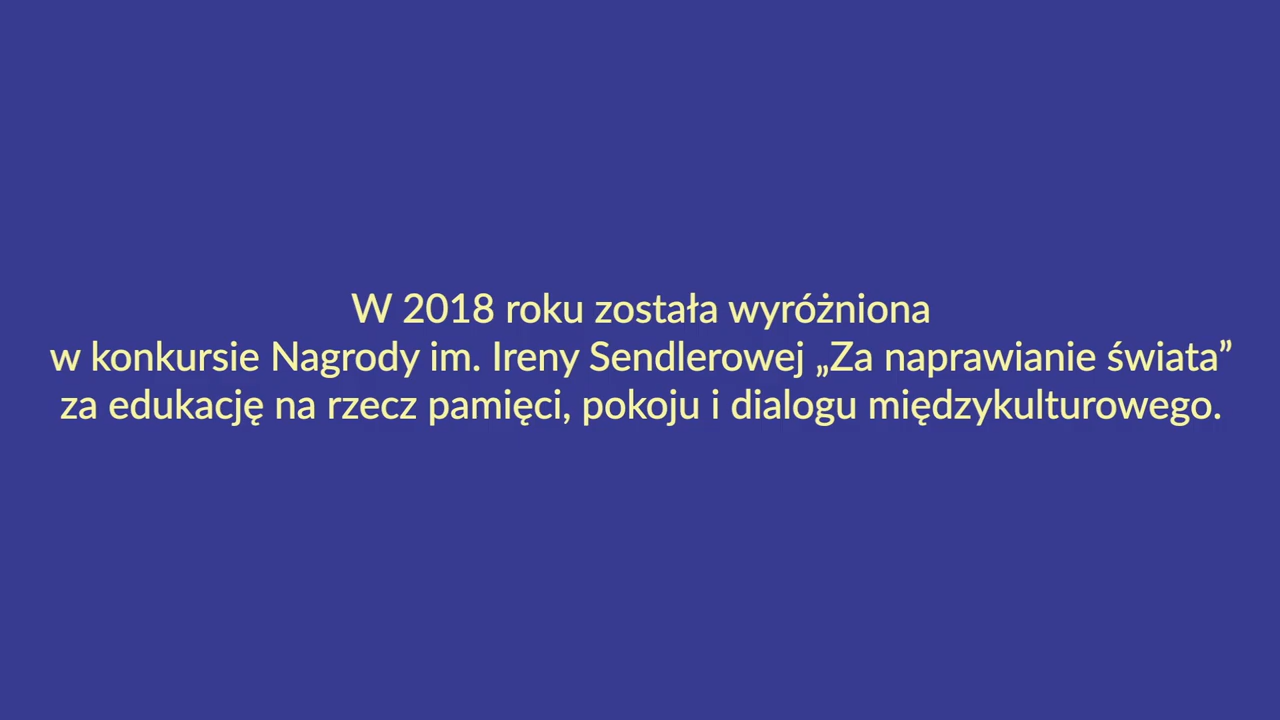 W 2018 roku została wyróżniona
w konkursie Nagrody im. Ireny Sendlerowej „Za naprawianie świata”
za edukację na rzecz pamięci, pokoju i dialogu międzykulturowego.